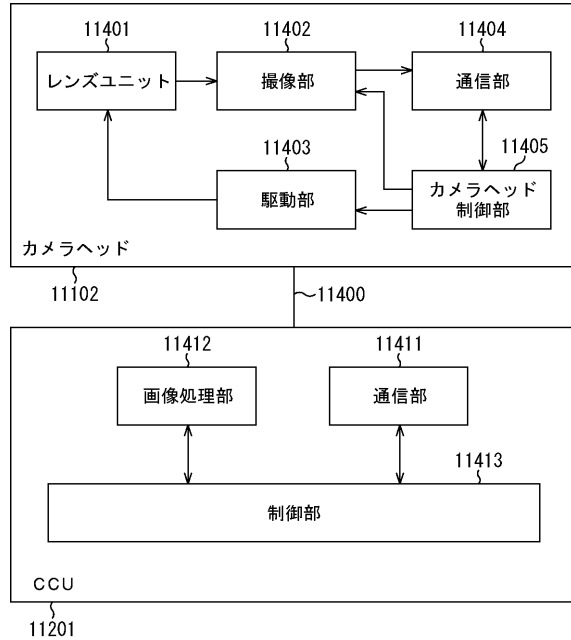 11401
11402
11404
レンズユニット
撮像部
通信部
11403
11405
駆動部
カメラヘッド
制御部
カメラヘッド
11102
11400
11412
11411
画像処理部
通信部
11413
制御部
CCU
11201